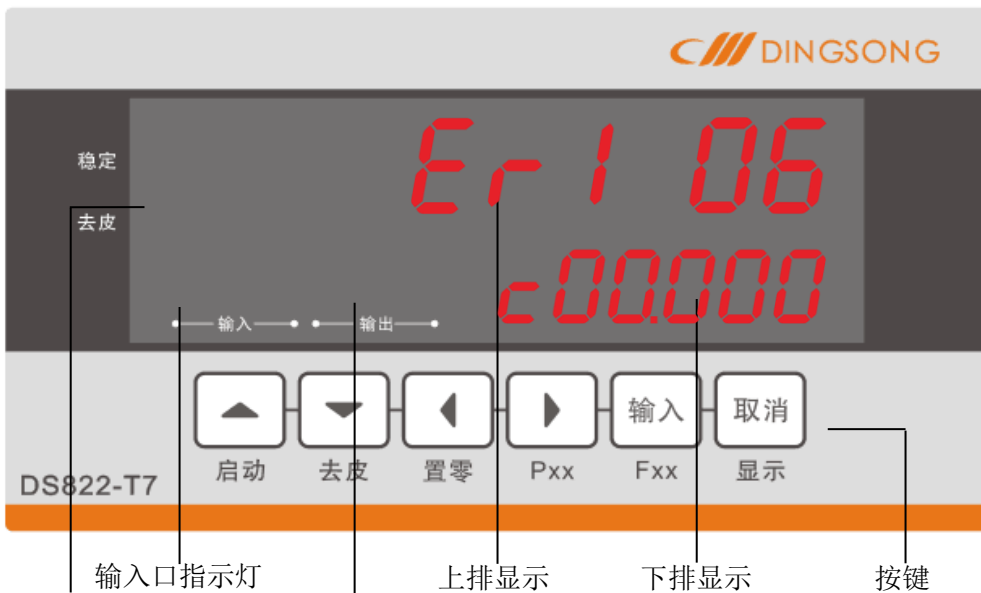 DINGSONG
稳定
Er1 06
去皮
c00.000
输入 输出
输入 取消
启动 去皮 置零 Pxx Fxx 显示
DS822-T7
输入口指示灯 上排显示 下排显示 按键